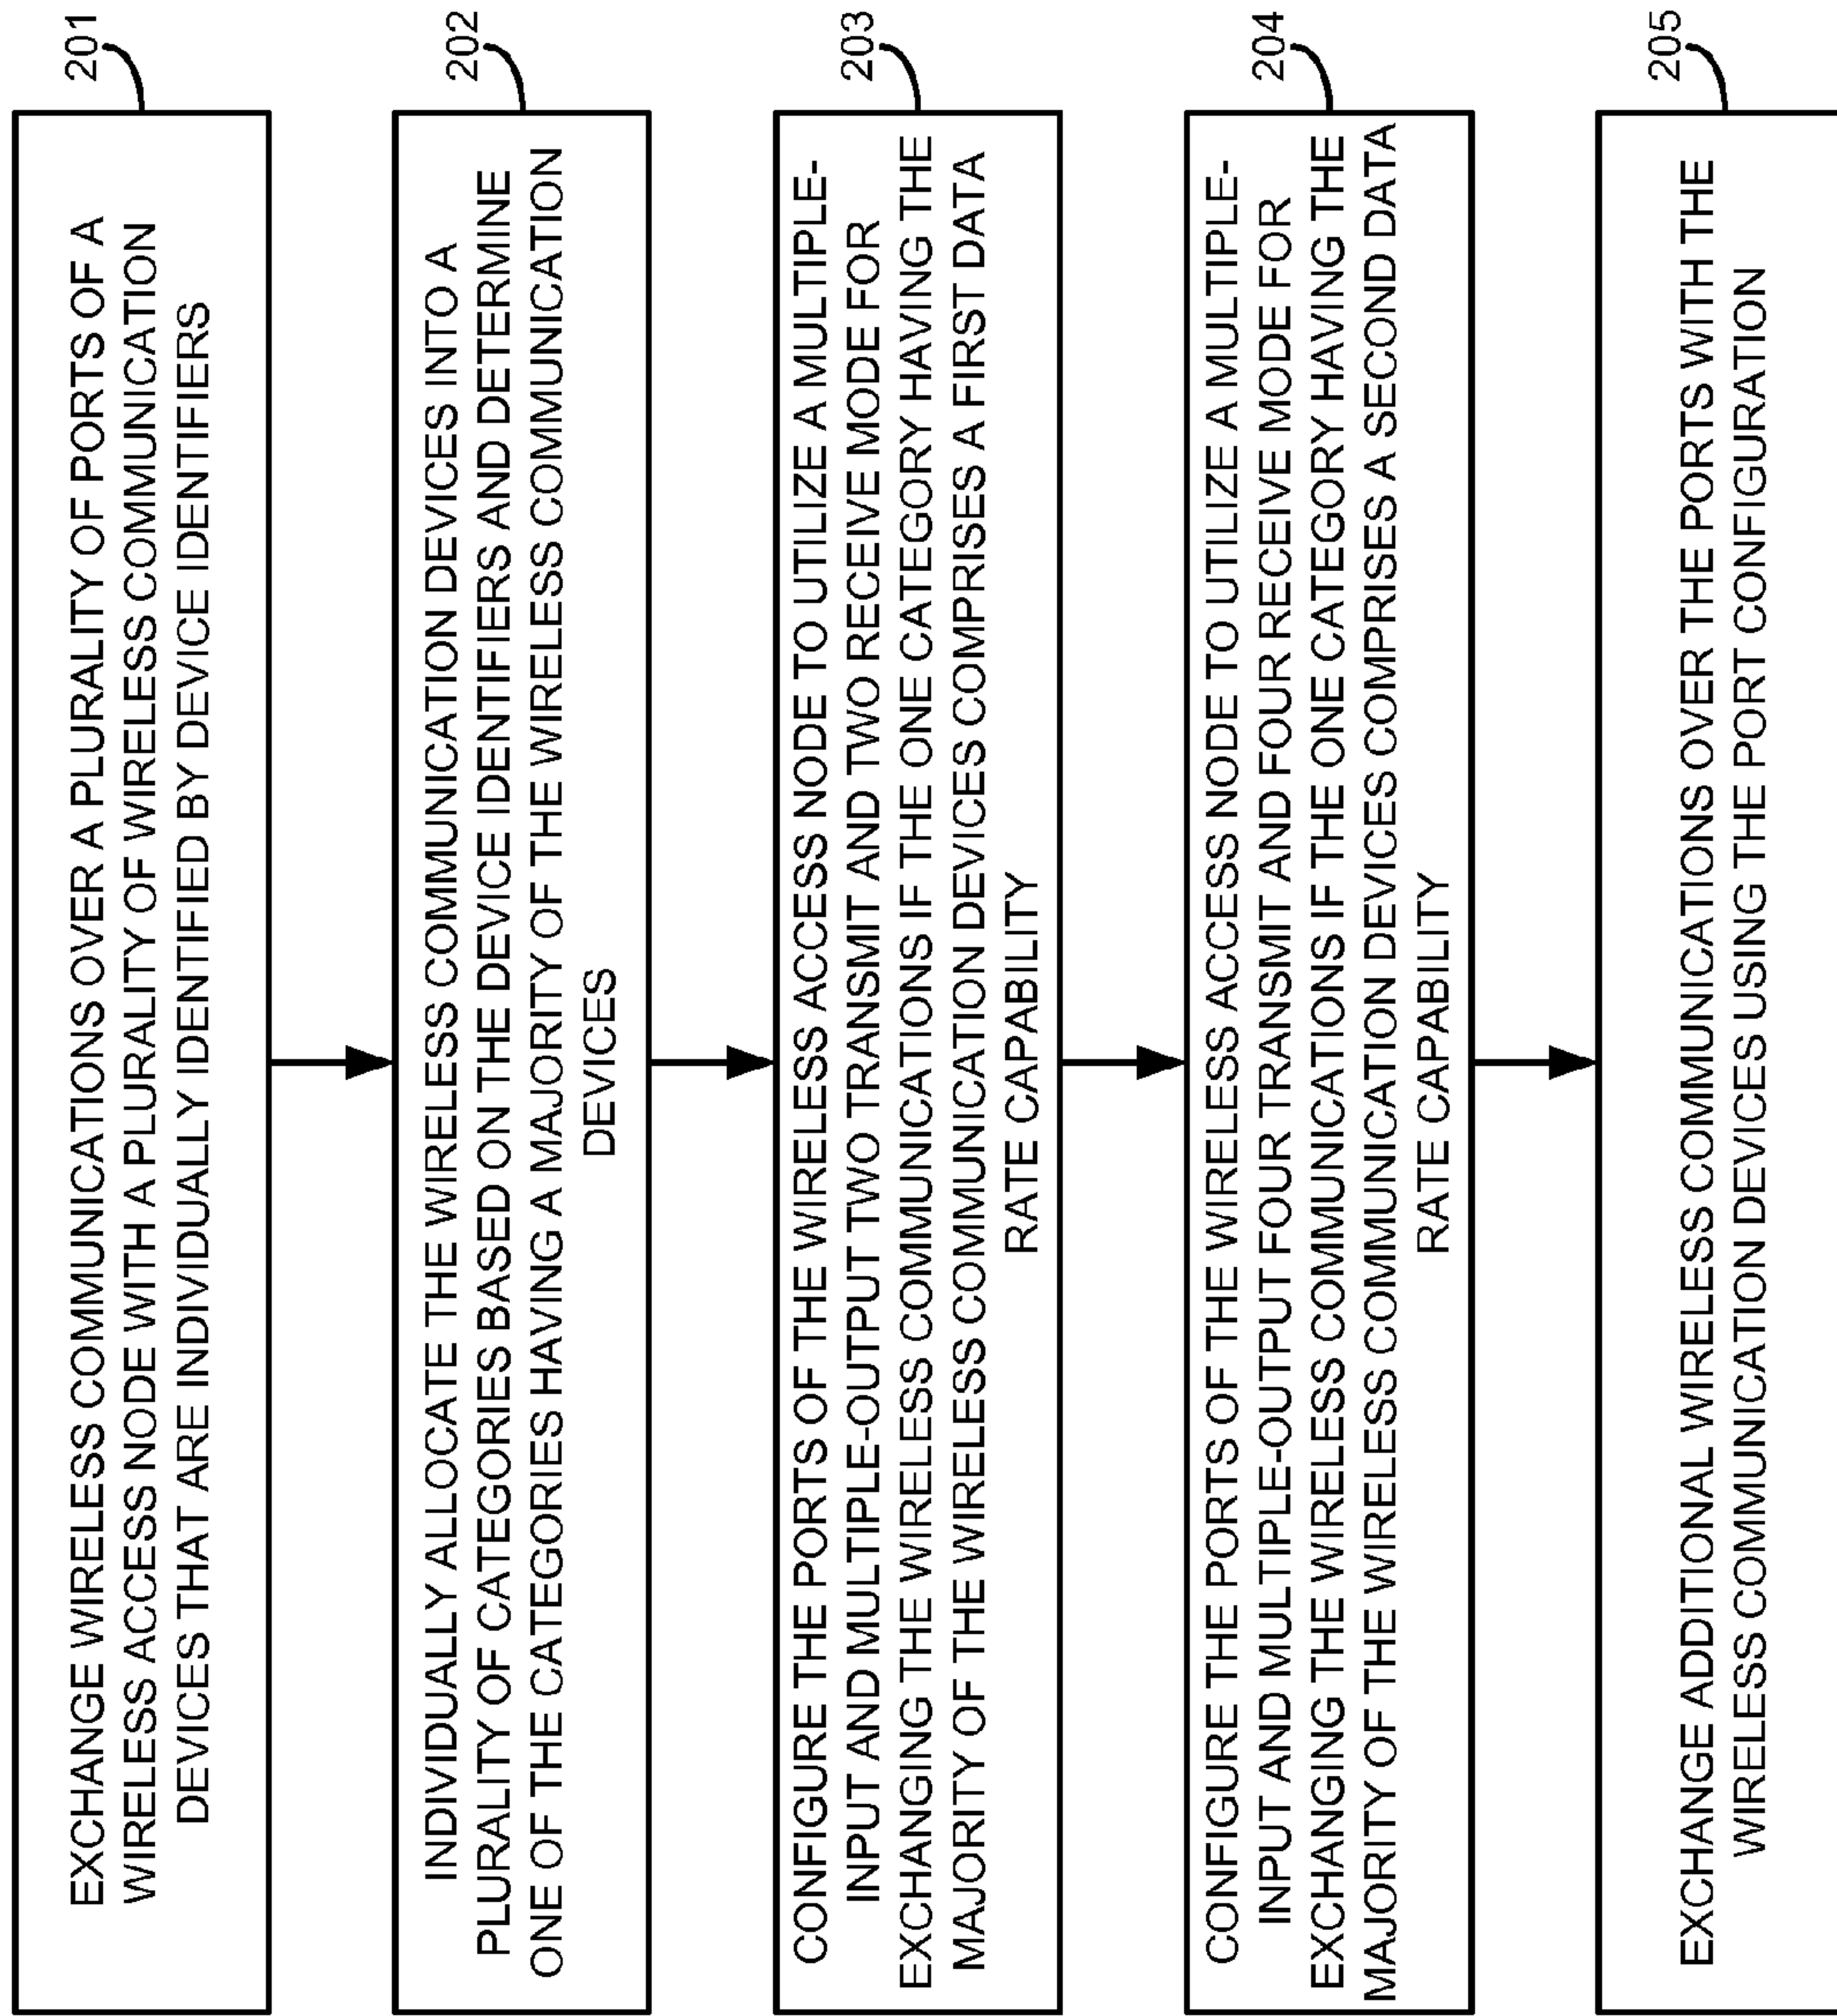 201
EXCHANGE WIRELESS COMMUNICATIONS OVER A PLURALITY OF PORTS OF A
WIRELESS ACCESS NODE WITH A PLURALITY OF WIRELESS COMMUNICATION
DEVICES THAT ARE INDIVIDUALLY IDENTIFIED BY DEVICE IDENTIFIERS
202
INDIVIDUALLY ALLOCATE THE WIRELESS COMMUNICATION DEVICES INTO A
PLURALITY OF CATEGORIES BASED ON THE DEVICE IDENTIFIERS AND DETERMINE
ONE OF THE CATEGORIES HAVING A MAJORITY OF THE WIRELESS COMMUNICATION
DEVICES
203
CONFIGURE THE PORTS OF THE WIRELESS ACCESS NODE TO UTILIZE A MULTIPLE-
INPUT AND MULTIPLE-OUTPUT TWO TRANSMIT AND TWO RECEIVE MODE FOR
EXCHANGING THE WIRELESS COMMUNICATIONS IF THE ONE CATEGORY HAVING THE
MAJORITY OF THE WIRELESS COMMUNICATION DEVICES COMPRISES A FIRST DATA
RATE CAPABILITY
204
CONFIGURE THE PORTS OF THE WIRELESS ACCESS NODE TO UTILIZE A MULTIPLE-
INPUT AND MULTIPLE-OUTPUT FOUR TRANSMIT AND FOUR RECEIVE MODE FOR
EXCHANGING THE WIRELESS COMMUNICATIONS IF THE ONE CATEGORY HAVING THE
MAJORITY OF THE WIRELESS COMMUNICATION DEVICES COMPRISES A SECOND DATA
RATE CAPABILITY
205
EXCHANGE ADDITIONAL WIRELESS COMMUNICATIONS OVER THE PORTS WITH THE
WIRELESS COMMUNICATION DEVICES USING THE PORT CONFIGURATION